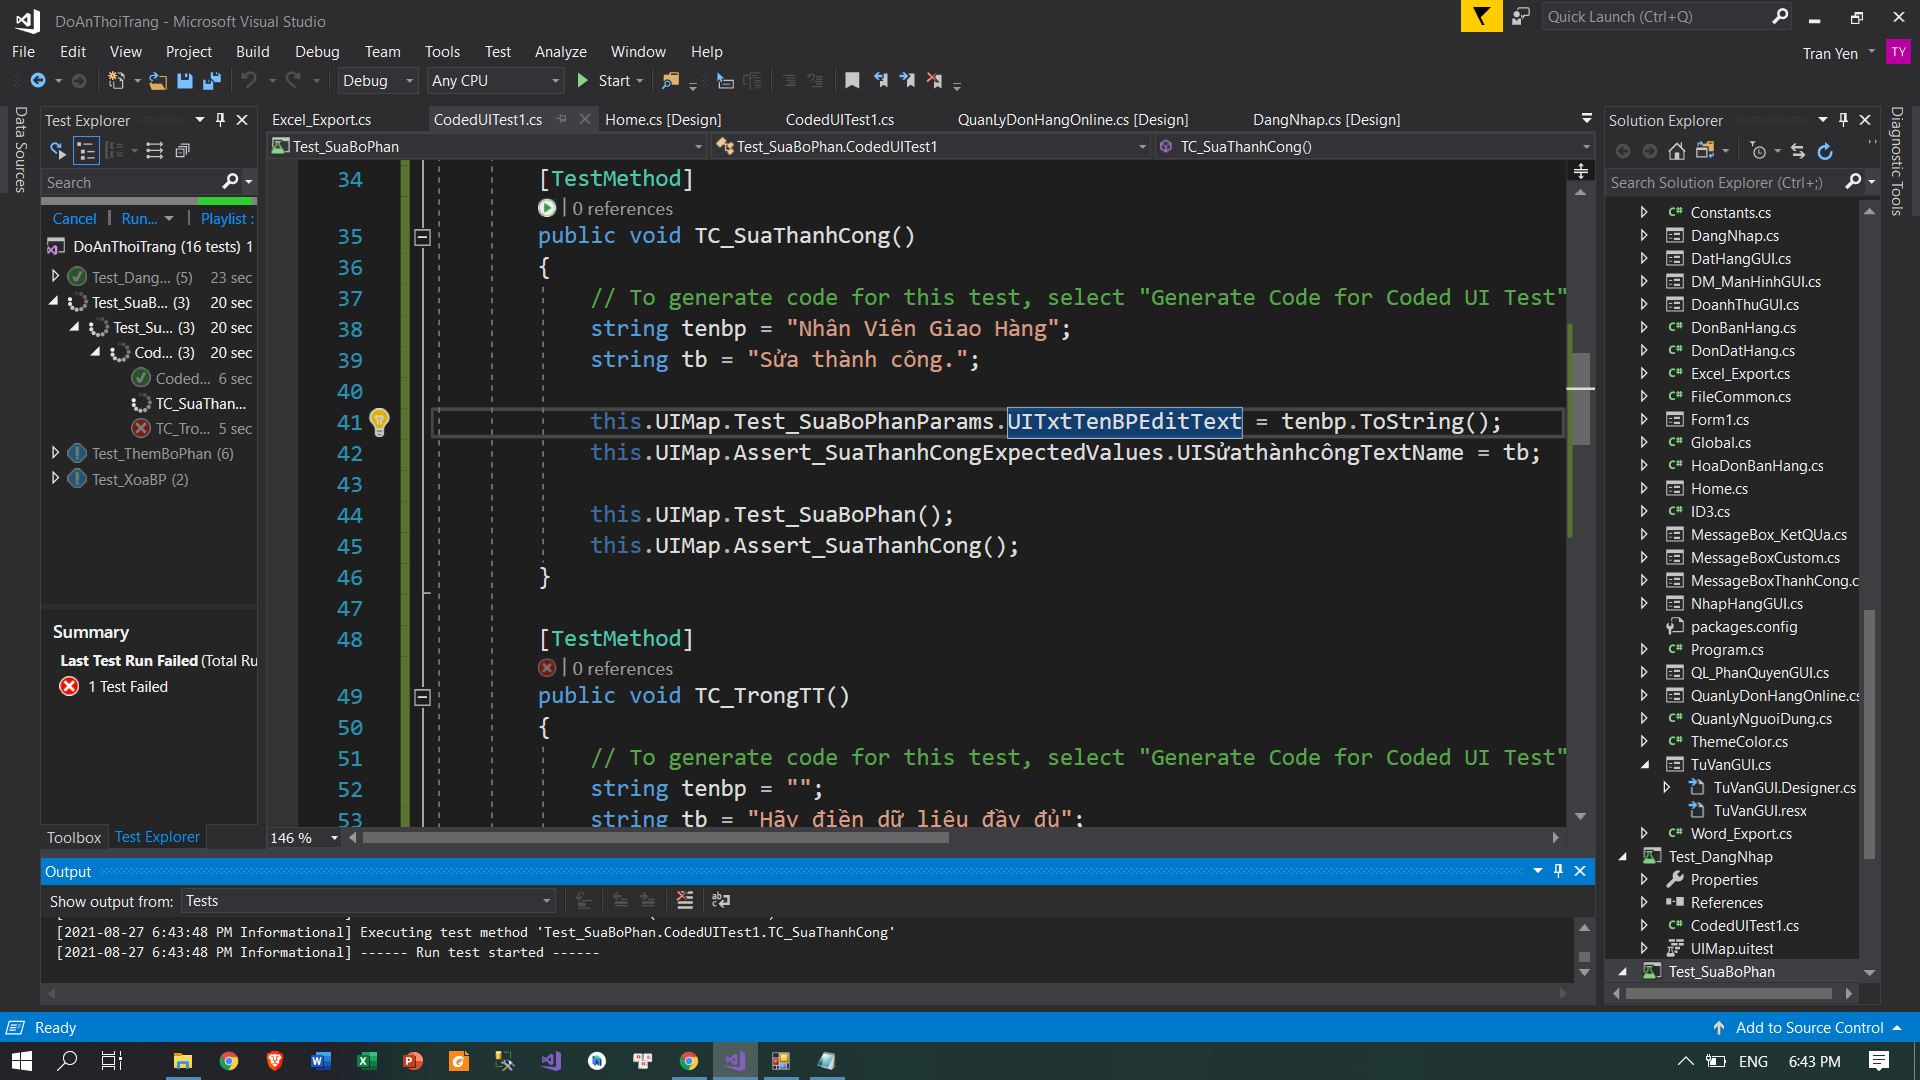 DoAnThoiTrang - Microsoft Visual Studio
Quick Launch (Ctrl+Q)
File Edit View Project Build Debug Team Tools Test Analyze Window Help
Tran Yen
TY
Debug Any CPU Start
Data Sources
Test Explorer
Search
Cancel Run... Playlist :
DoAnThoiTrang (16 tests) 1
Test_Dang... (5) 23 sec
Test_SuaB... (3) 20 sec
Test_Su... (3) 20 sec
Cod... (3) 20 sec
Coded... 6 sec
TC_SuaThan...
TC_Tro... 5 sec
Test_ThemBoPhan (6)
Test_XoaBP (2)
Summary
Last Test Run Failed (Total Ru
1 Test Failed
Toolbox Test Explorer
Excel_Export.cs CodedUITest1.cs Home.cs [Design] CodedUITest1.cs QuanLyDonHangOnline.cs [Design] DangNhap.cs [Design]
Test_SuaBoPhan Test_SuaBoPhan.CodedUITest1 TC_SuaThanhCong()
34 [TestMethod]
0 references
35 public void TC_SuaThanhCong()
36 {
37 // To generate code for this test, select "Generate Code for Coded UI Test"
38 string tenbp = "Nhân Viên Giao Hàng";
39 string tb = "Sửa thành công.";
40
41 this.UIMap.Test_SuaBoPhanParams.UITxtTenBPEditText = tenbp.ToString();
42 this.UIMap.Assert_SuaThanhCongExpectedValues.UISửathànhcôngTextName = tb;
43
44 this.UIMap.Test_SuaBoPhan();
45 this.UIMap.Assert_SuaThanhCong();
46 }
47
48 [TestMethod]
0 references
49 public void TC_TrongTT()
50 {
51 // To generate code for this test, select "Generate Code for Coded UI Test"
52 string tenbp = "";
53 string tb = "Hãy điền dữ liệu đầy đủ";
146 %
Output
Show output from: Tests
[2021-08-27 6:43:48 PM Informational] Executing test method 'Test_SuaBoPhan.CodedUITest1.TC_SuaThanhCong'
[2021-08-27 6:43:48 PM Informational] ------ Run test started ------
Solution Explorer
Search Solution Explorer (Ctrl+;)
Constants.cs
DangNhap.cs
DatHangGUI.cs
DM_ManHinhGUI.cs
DoanhThuGUI.cs
DonBanHang.cs
DonDatHang.cs
Excel_Export.cs
FileCommon.cs
Form1.cs
Global.cs
HoaDonBanHang.cs
Home.cs
ID3.cs
MessageBox_KetQUa.cs
MessageBoxCustom.cs
MessageBoxThanhCong.c
NhapHangGUI.cs
packages.config
Program.cs
QL_PhanQuyenGUI.cs
QuanLyDonHangOnline.cs
QuanLyNguoiDung.cs
ThemeColor.cs
TuVanGUI.cs
TuVanGUI.Designer.cs
TuVanGUI.resx
Word_Export.cs
Test_DangNhap
Properties
References
CodedUITest1.cs
UIMap.uitest
Test_SuaBoPhan
Diagnostic Tools
Ready
Add to Source Control
ENG 6:43 PM